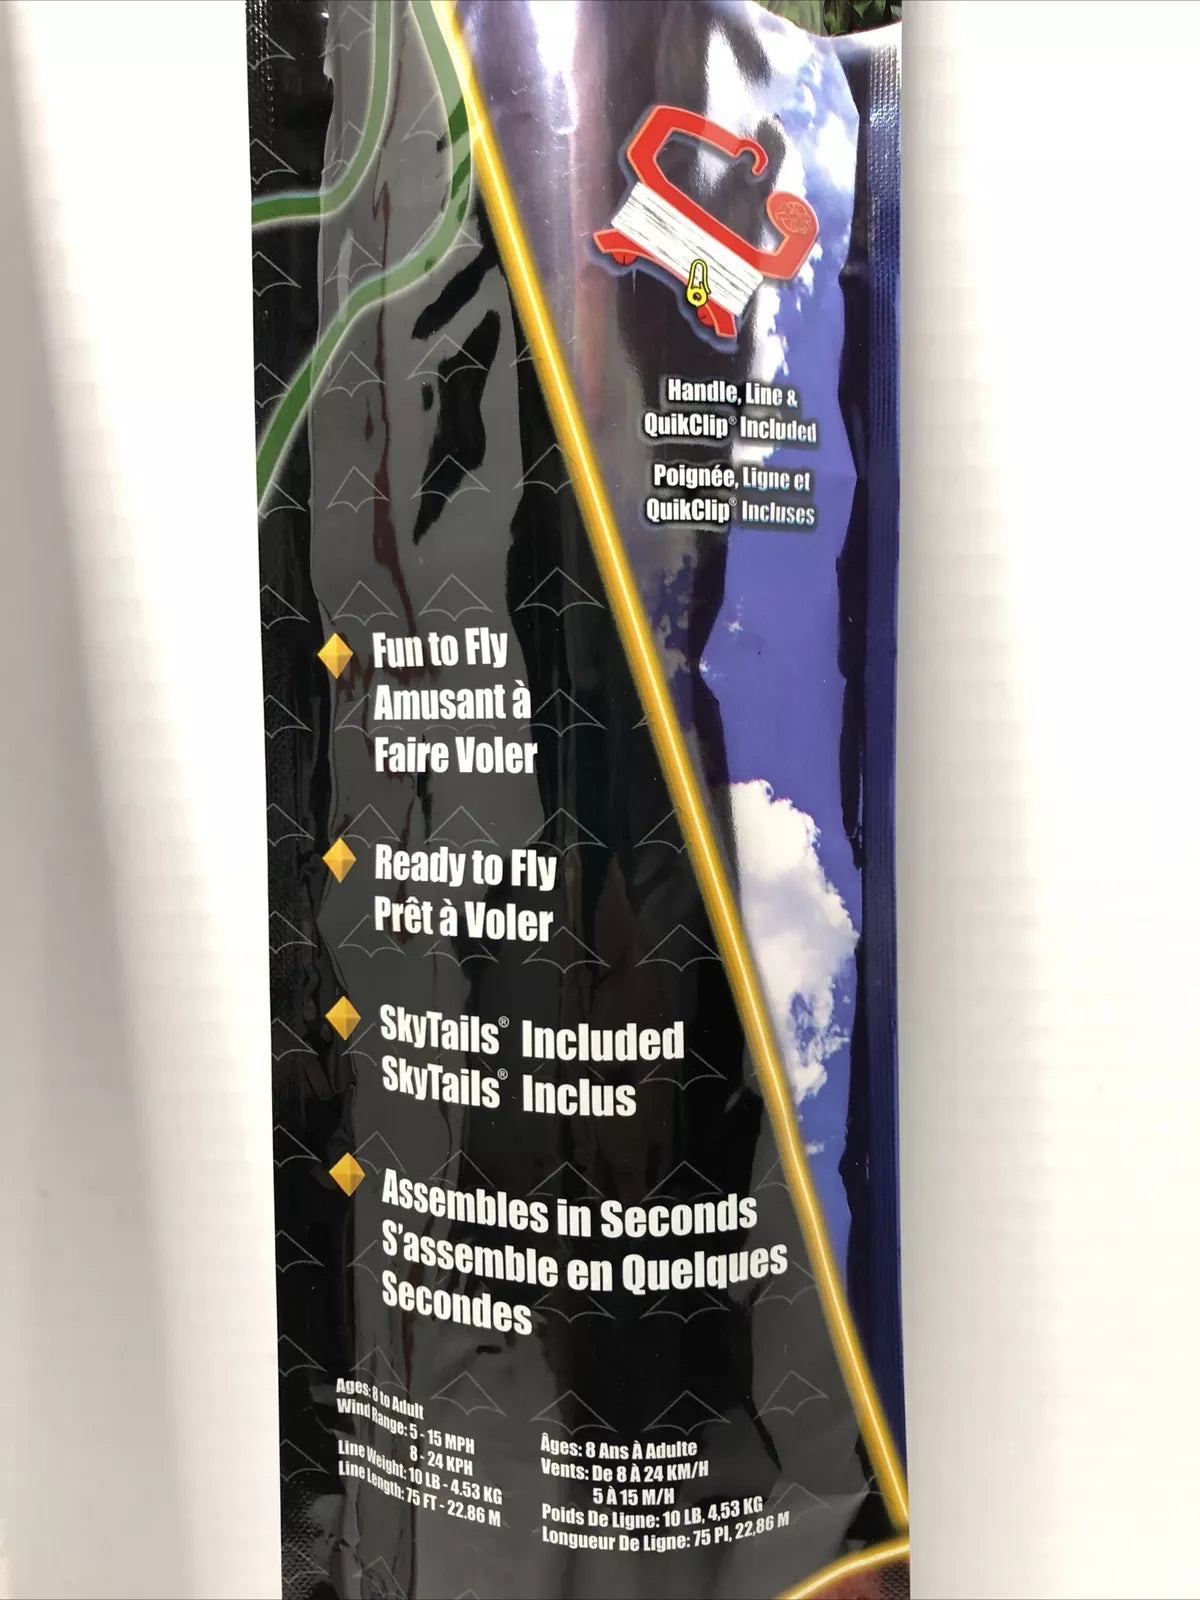 Handle, Line &
QuikClip® Included
Poignée, Ligne et
QuikClip® Incluses
Fun to Fly
Amusant à
Faire Voler
Ready to Fly
Prêt à Voler
SkyTails® Included
SkyTails® Inclus
Assembles in Seconds
S'assemble en Quelques
Secondes
Ages: 8 to Adult
Wind Range: 5 - 15 MPH
8 - 24 KPH
Line Weight: 10 LB - 4.53 KG
Line Length: 75 FT - 22.86 M
Âges: 8 Ans À Adulte
Vents: De 8 À 24 KM/H
5 À 15 M/H
Poids De Ligne: 10 LB, 4,53 KG
Longueur De Ligne: 75 PI, 22,86 M